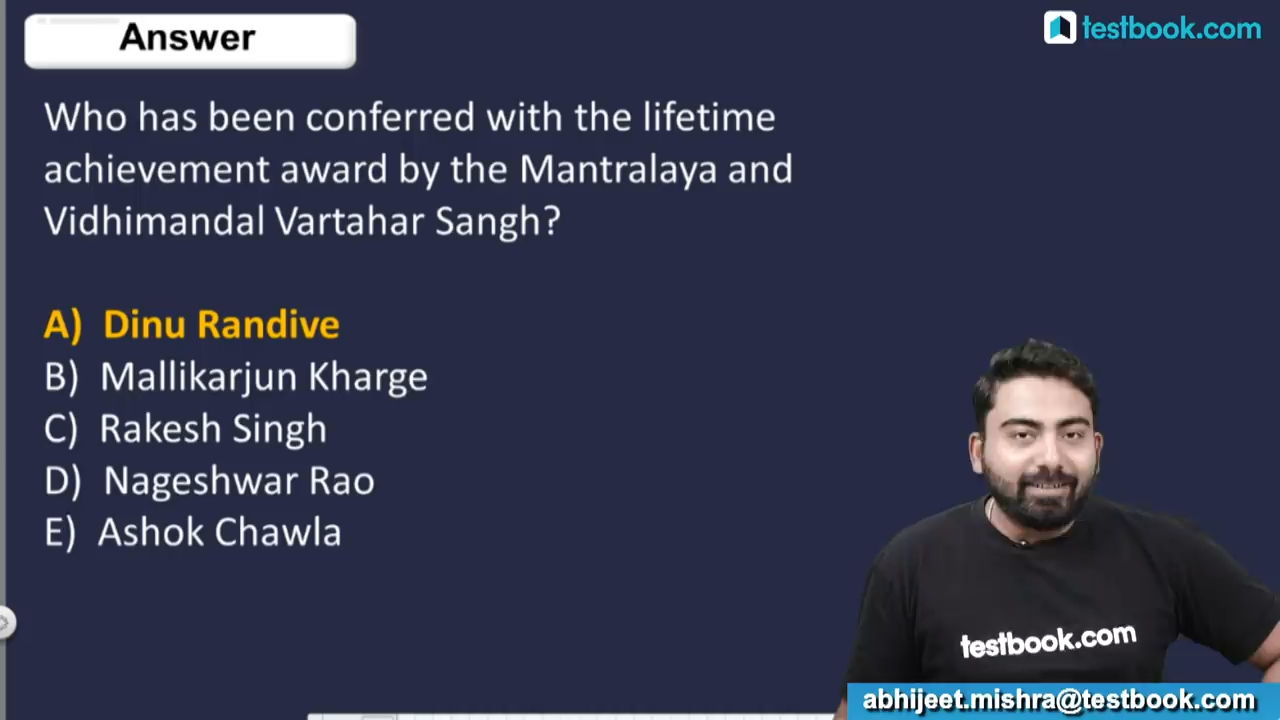 Answer
testbook.com
Who has been conferred with the lifetime
achievement award by the Mantralaya and
Vidhimandal Vartahar Sangh?
A) Dinu Randive
B) Mallikarjun Kharge
C) Rakesh Singh
D) Nageshwar Rao
E) Ashok Chawla
testbook.com
abhijeet.mishra@testbook.com